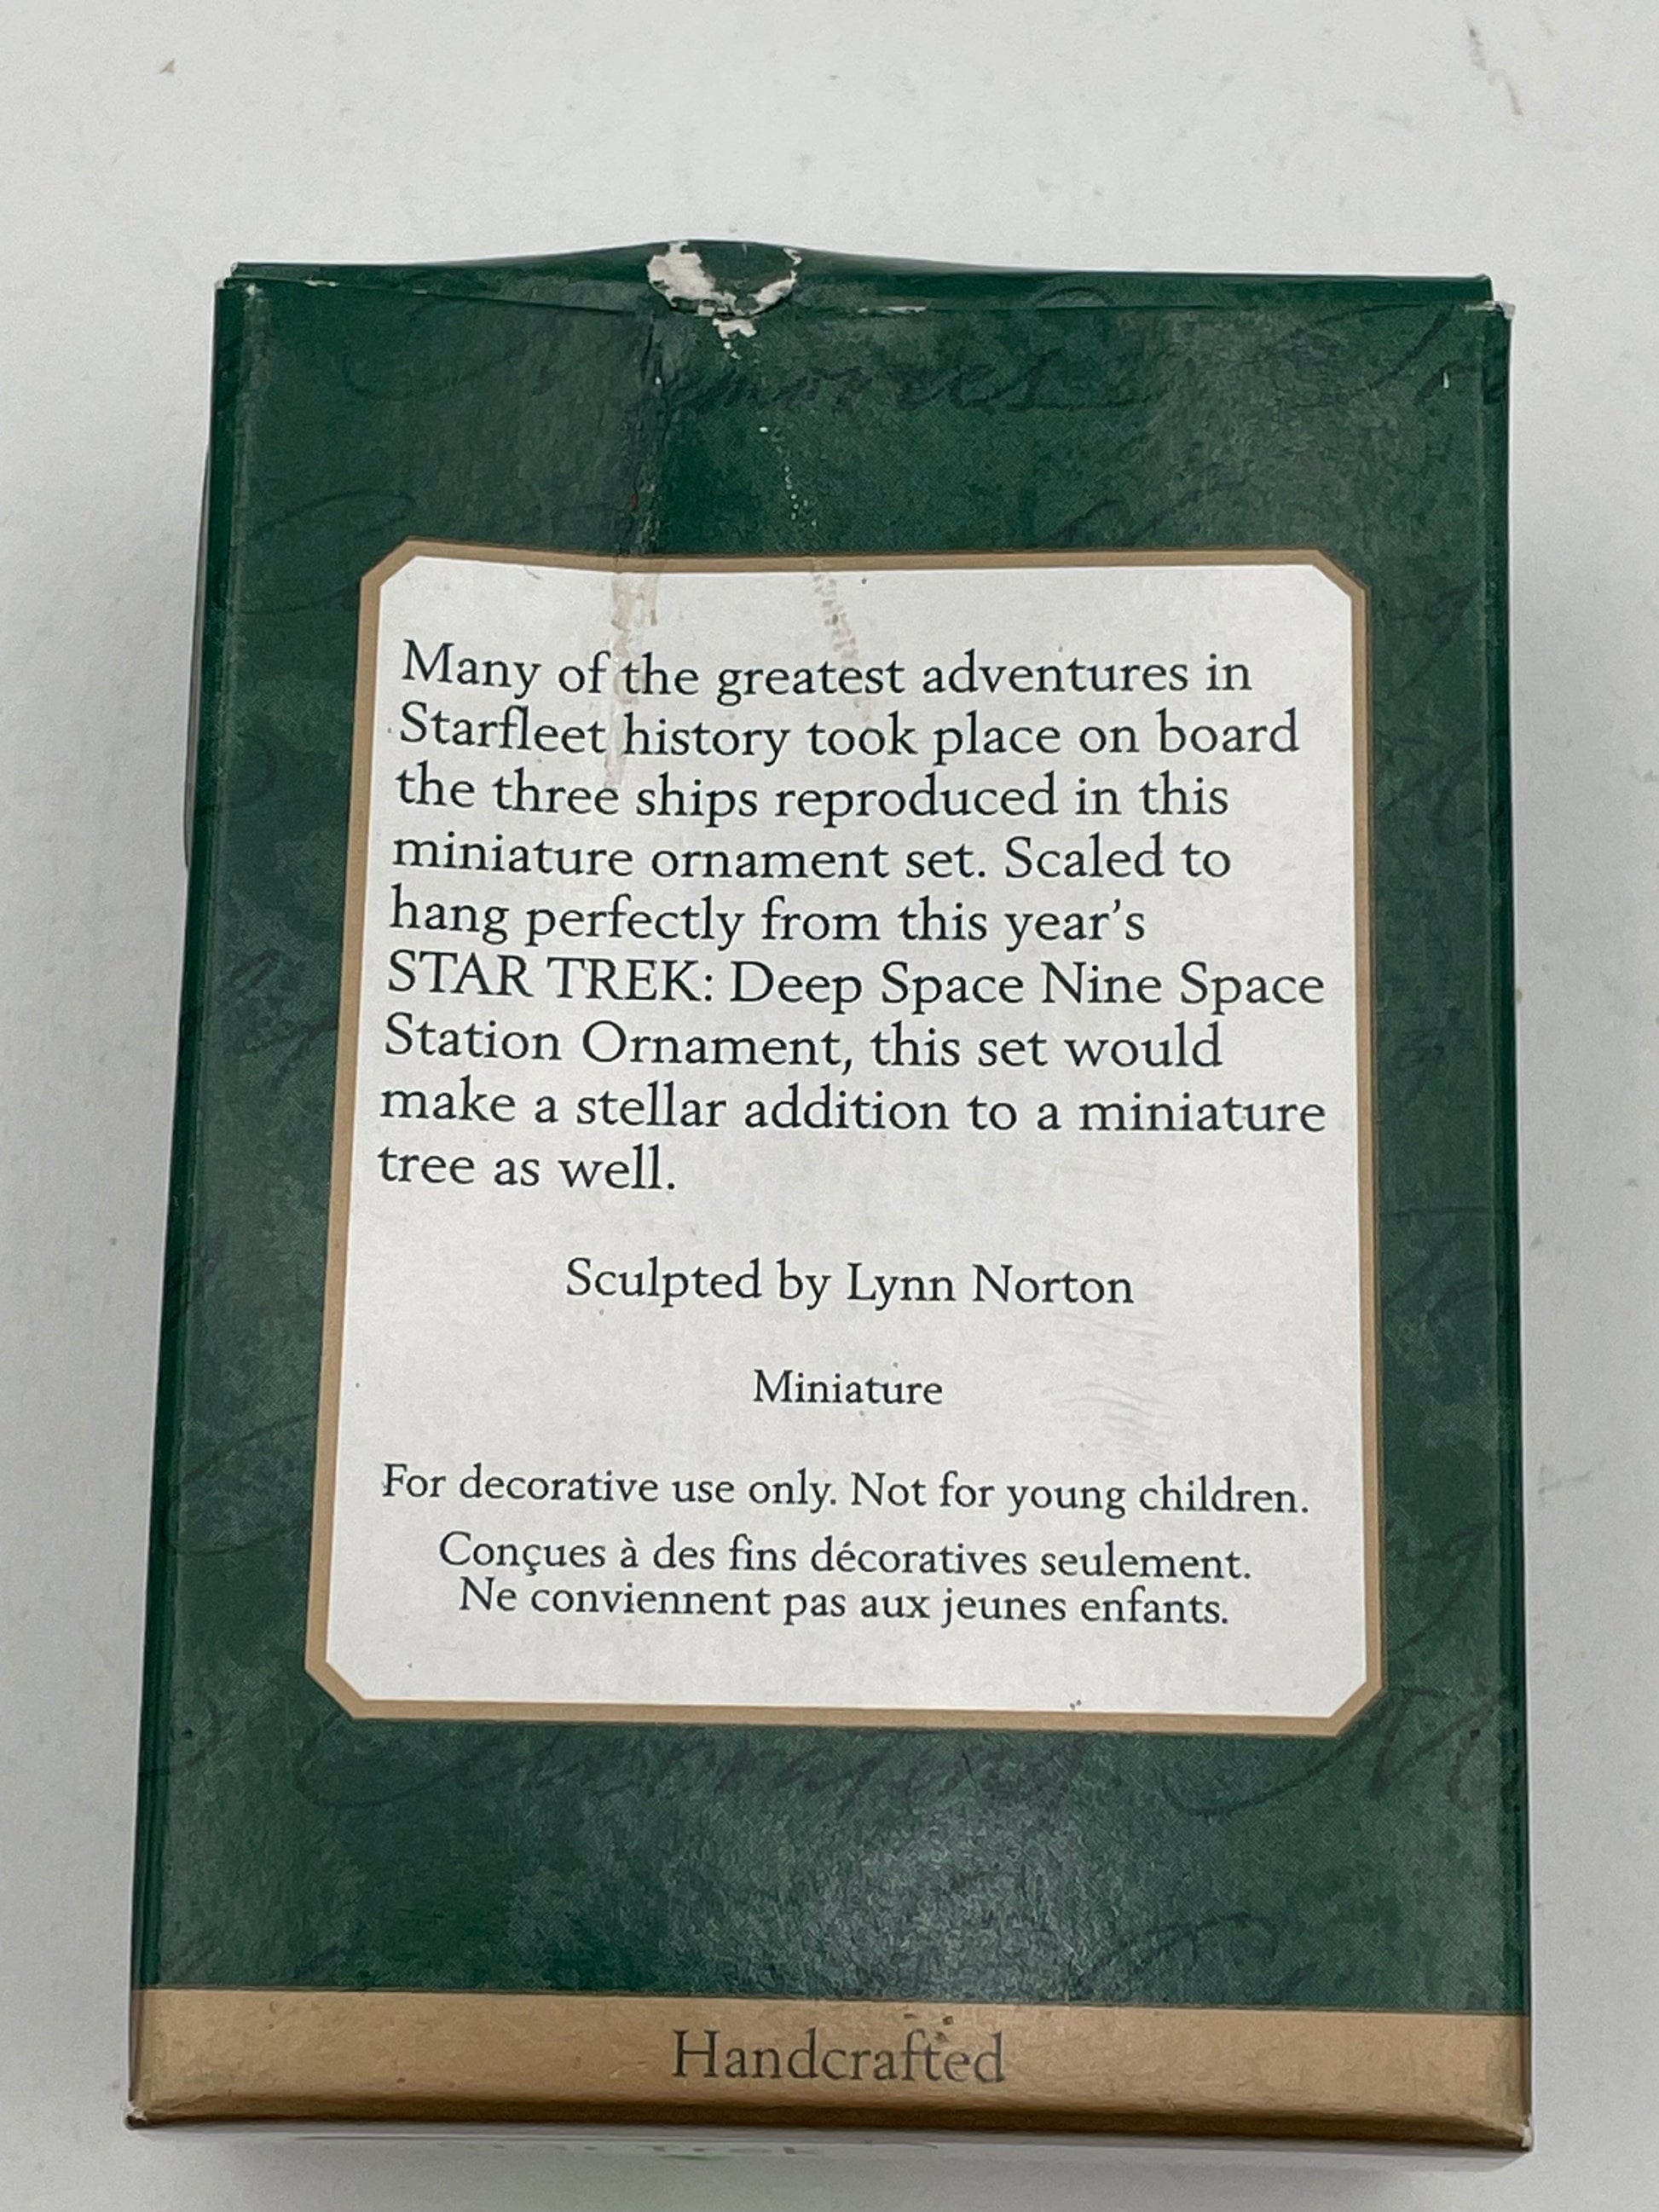 Many of the greatest adventures in
Starfleet history took place on board
the three ships reproduced in this
miniature ornament set. Scaled to
hang perfectly from this year's
STAR TREK: Deep Space Nine Space
Station Ornament, this set would
make a stellar addition to a miniature
tree as well.
Sculpted by Lynn Norton
Miniature
For decorative use only. Not for young children.
Conçues à des fins décoratives seulement.
Ne conviennent pas aux jeunes enfants.
Handcrafted